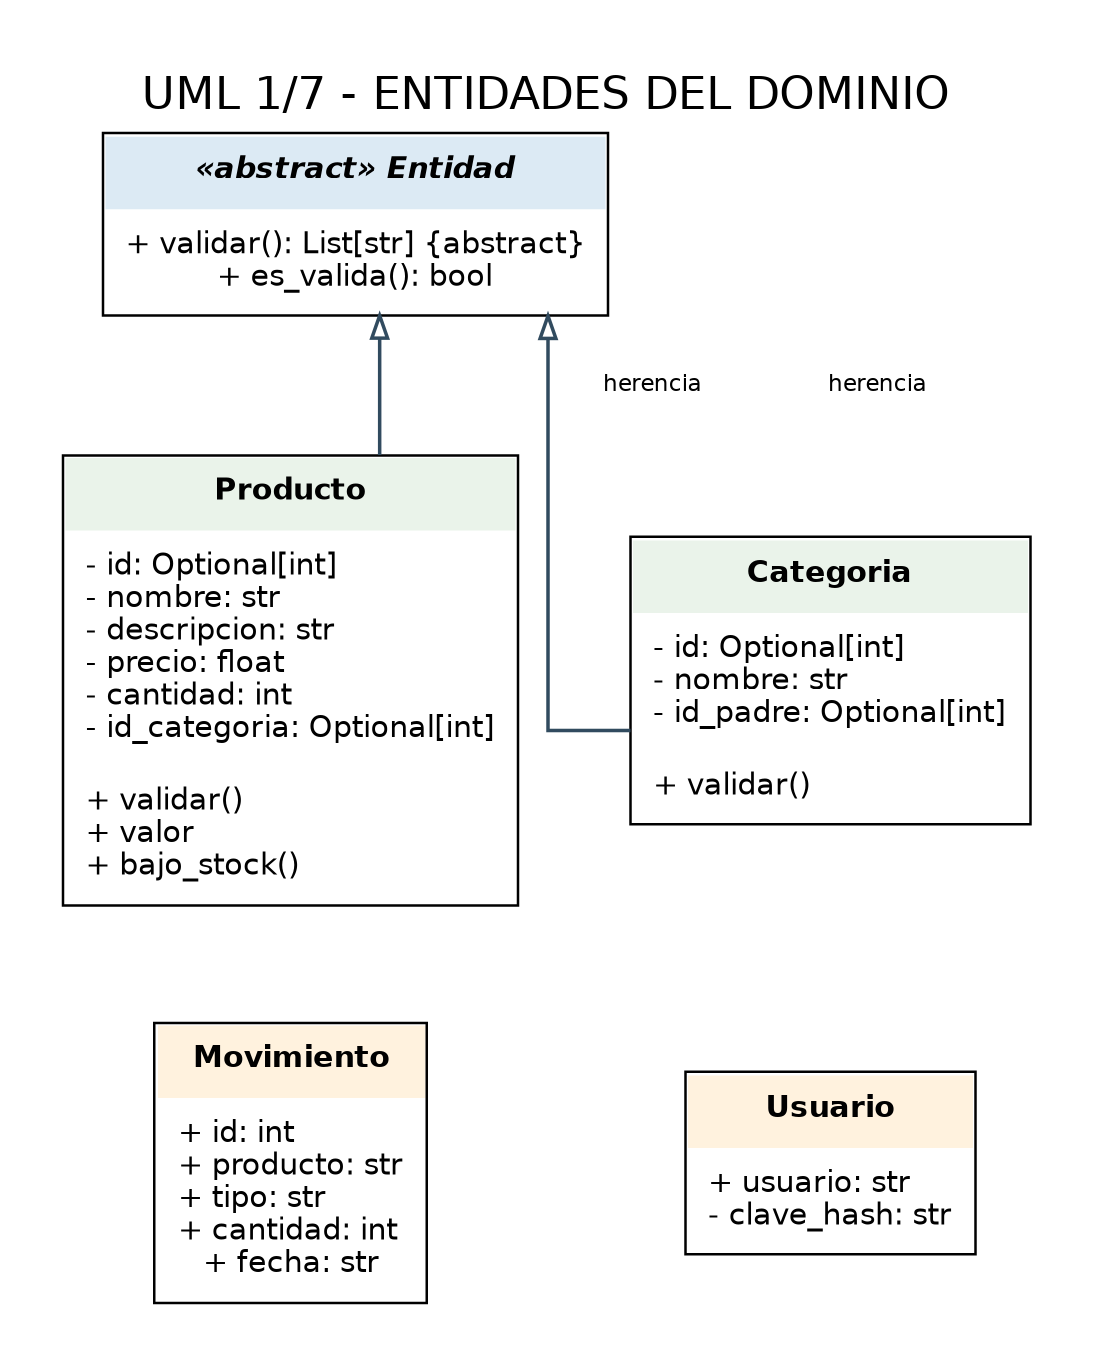 UML 1/7 - ENTIDADES DEL DOMINIO
«abstract» Entidad
+ validar(): List[str] {abstract}
+ es_valida(): bool
herencia
herencia
Producto
- id: Optional[int]
- nombre: str
- descripcion: str
- precio: float
- cantidad: int
- id_categoria: Optional[int]
+ validar()
+ valor
+ bajo_stock()
Categoria
- id: Optional[int]
- nombre: str
- id_padre: Optional[int]
+ validar()
Movimiento
+ id: int
+ producto: str
+ tipo: str
+ cantidad: int
+ fecha: str
Usuario
+ usuario: str
- clave_hash: str